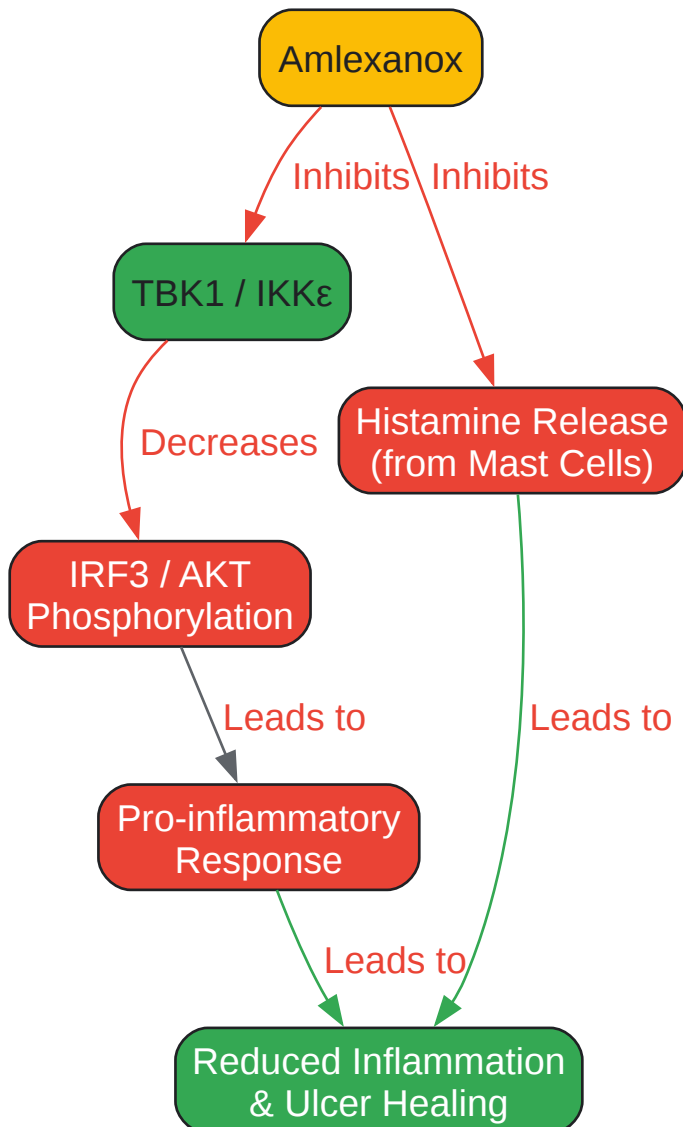 Amlexanox
Inhibits
Inhibits
TBK1 / IKKε
Histamine Release
(from Mast Cells)
Decreases
IRF3 / AKT
Phosphorylation
Leads to
Leads to
Pro-inflammatory
Response
Leads to
Reduced Inflammation
& Ulcer Healing